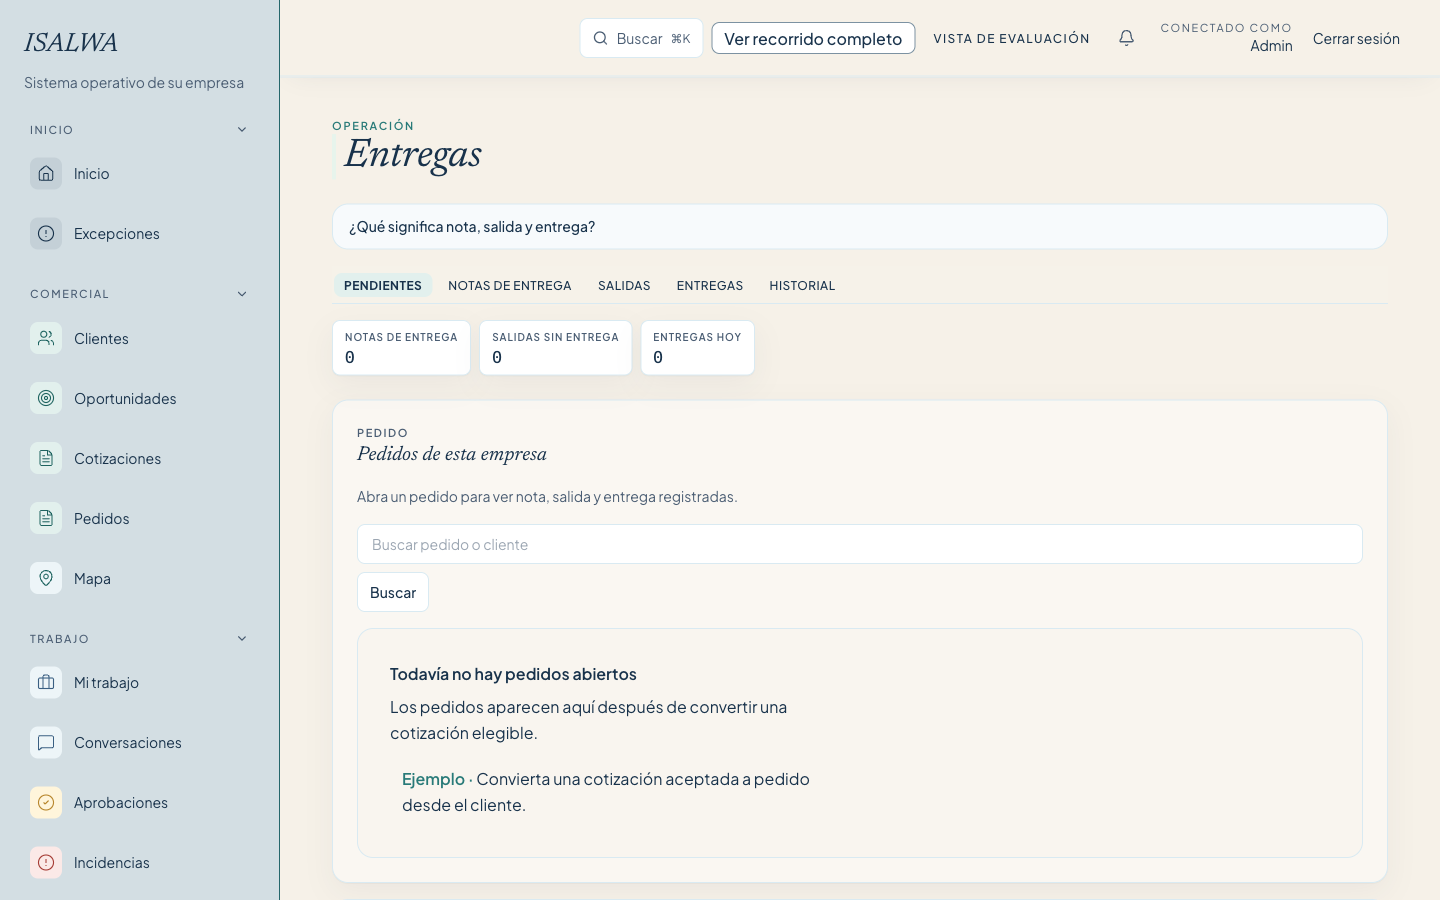 ISALWA
Sistema operativo de su empresa
INICIO
Inicio
Excepciones
COMERCIAL
Clientes
Oportunidades
Cotizaciones
Pedidos
Mapa
TRABAJO
Mi trabajo
Conversaciones
Aprobaciones
Incidencias
Buscar ⌘K
Ver recorrido completo
VISTA DE EVALUACIÓN
CONECTADO COMO
Admin
Cerrar sesión
OPERACIÓN
Entregas
¿Qué significa nota, salida y entrega?
PENDIENTES NOTAS DE ENTREGA SALIDAS ENTREGAS HISTORIAL
NOTAS DE ENTREGA
0
SALIDAS SIN ENTREGA
0
ENTREGAS HOY
0
PEDIDO
Pedidos de esta empresa
Abra un pedido para ver nota, salida y entrega registradas.
Buscar pedido o cliente
Buscar
Todavía no hay pedidos abiertos
Los pedidos aparecen aquí después de convertir una
cotización elegible.
Ejemplo · Convierta una cotización aceptada a pedido
desde el cliente.